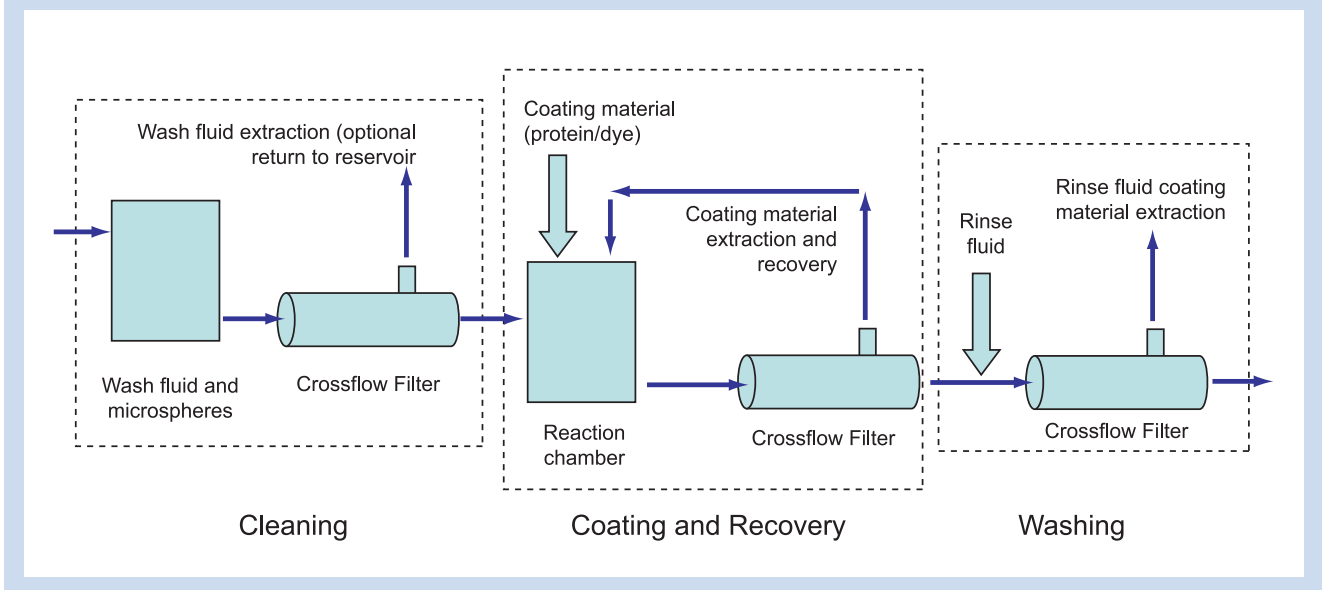 Wash fluid extraction (optional
return to reservoir
Wash fluid and
microspheres
Crossflow Filter
Cleaning
Coating material
(protein/dye)
Coating material
extraction and
recovery
Reaction
chamber
Crossflow Filter
Coating and Recovery
Rinse
fluid
Rinse fluid coating
material extraction
Crossflow Filter
Washing